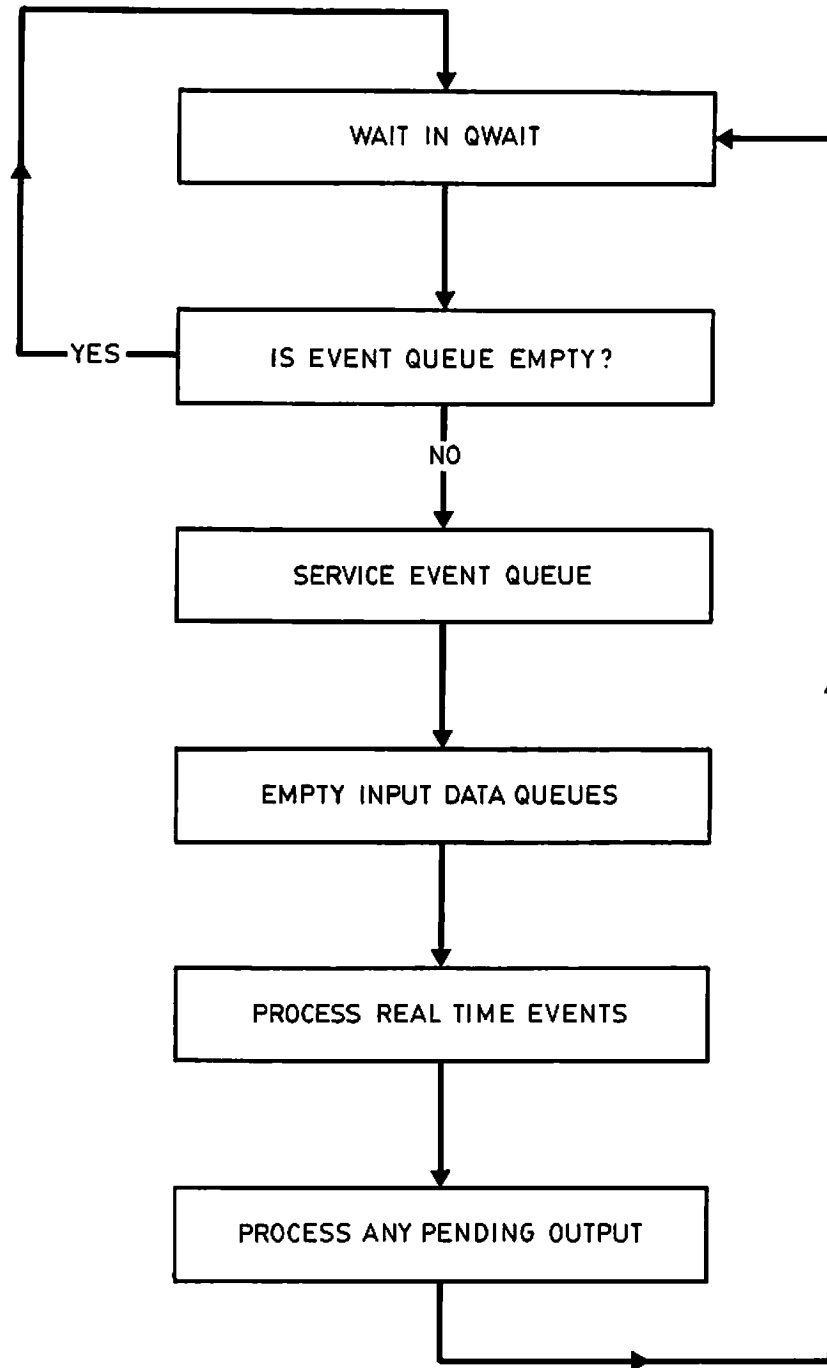 WAIT IN QWAIT
IS EVENT QUEUE EMPTY?
YES
NO
SERVICE EVENT QUEUE
EMPTY INPUT DATA QUEUES
PROCESS REAL TIME EVENTS
PROCESS ANY PENDING OUTPUT